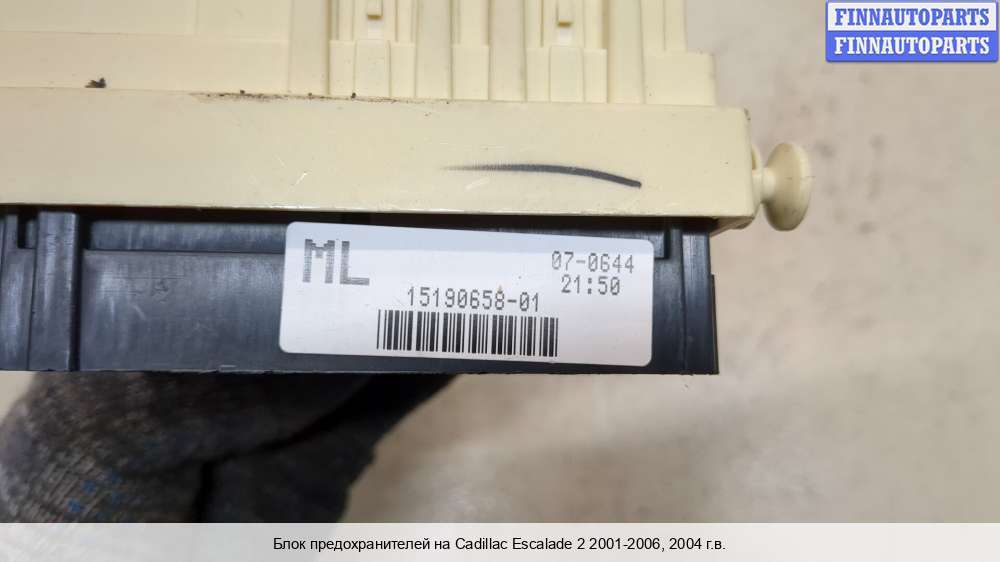 FINNAUTOPARTS
FINNAUTOPARTS
ML
07-0644
21:50
15190658-01
Блок предохранителей на Cadillac Escalade 2 2001-2006, 2004 г.в.